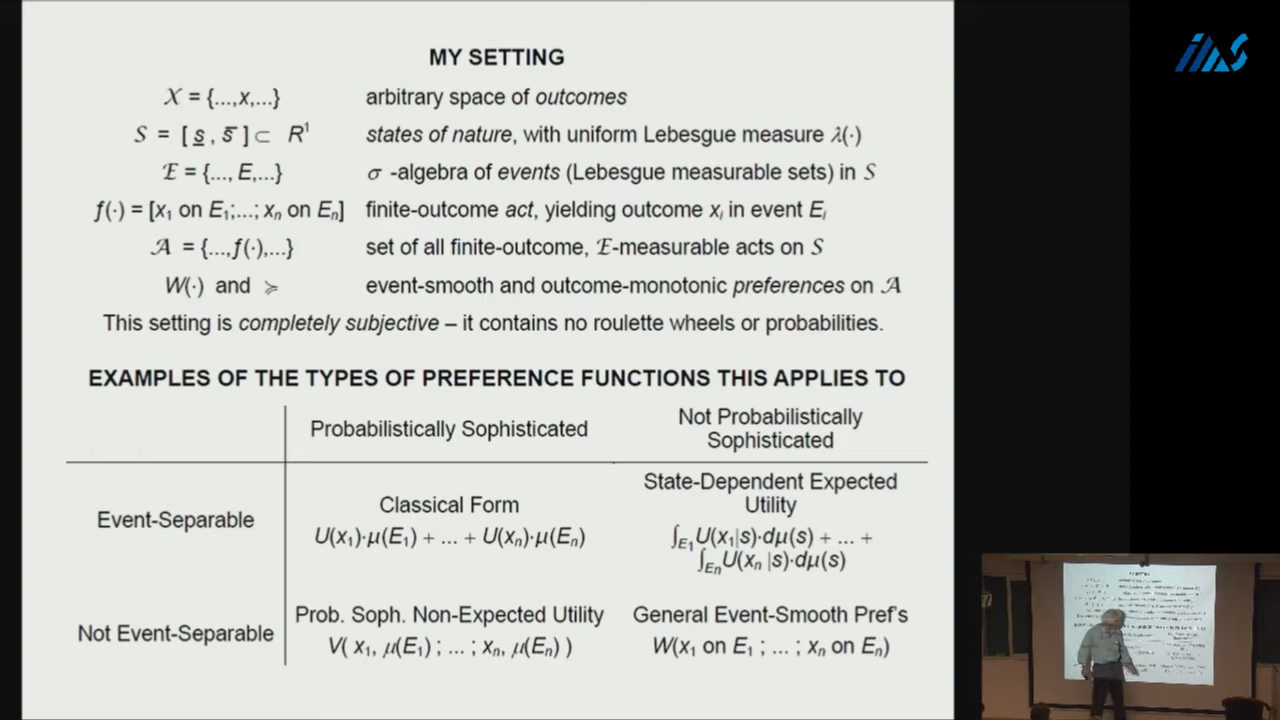 MY SETTING
X = {...,x,...} arbitrary space of outcomes
S = [s̲ , s̄ ] ⊂ R¹ states of nature, with uniform Lebesgue measure λ(·)
ℰ = {..., E,...} σ -algebra of events (Lebesgue measurable sets) in S
f(·) = [x₁ on E₁;...; xₙ on Eₙ] finite-outcome act, yielding outcome xᵢ in event Eᵢ
𝒜 = {...,f(·),...} set of all finite-outcome, ℰ-measurable acts on S
W(·) and ≽ event-smooth and outcome-monotonic preferences on 𝒜
This setting is completely subjective – it contains no roulette wheels or probabilities.
EXAMPLES OF THE TYPES OF PREFERENCE FUNCTIONS THIS APPLIES TO
Probabilistically Sophisticated
Not Probabilistically
Sophisticated
Event-Separable
Classical Form
U(x₁)·μ(E₁) + ... + U(xₙ)·μ(Eₙ)
State-Dependent Expected
Utility
∫E₁ U(x₁|s)·dμ(s) + ... +
∫Eₙ U(xₙ |s)·dμ(s)
Not Event-Separable
Prob. Soph. Non-Expected Utility
V( x₁, μ(E₁) ; ... ; xₙ, μ(Eₙ) )
General Event-Smooth Pref's
W(x₁ on E₁ ; ... ; xₙ on Eₙ)